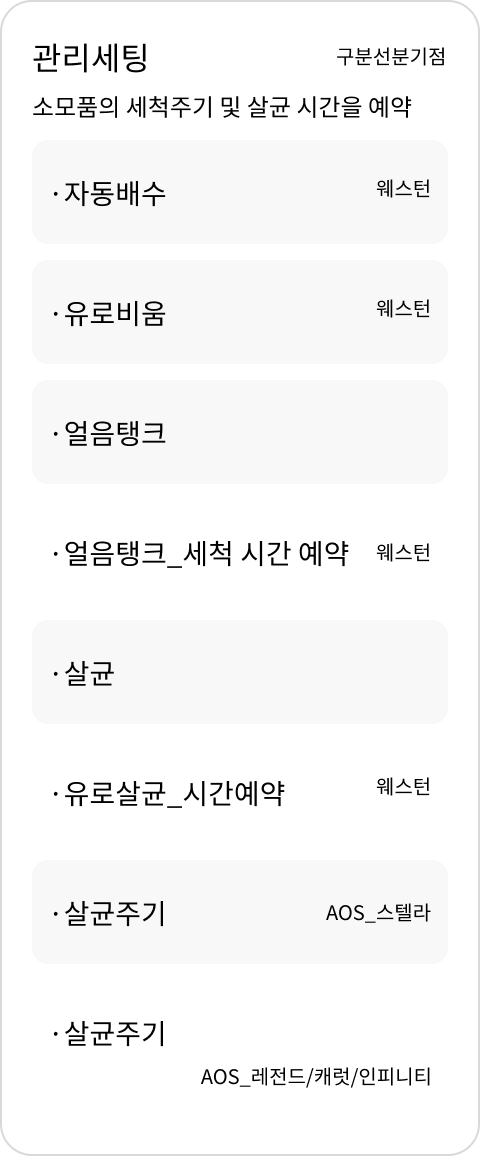 관리세팅 구분선분기점
소모품의 세척주기 및 살균 시간을 예약
· 자동배수 웨스턴
· 유로비움 웨스턴
· 얼음탱크
· 얼음탱크_세척 시간 예약 웨스턴
· 살균
· 유로살균_시간예약 웨스턴
· 살균주기 AOS_스텔라
· 살균주기
AOS_레전드/캐럿/인피니티